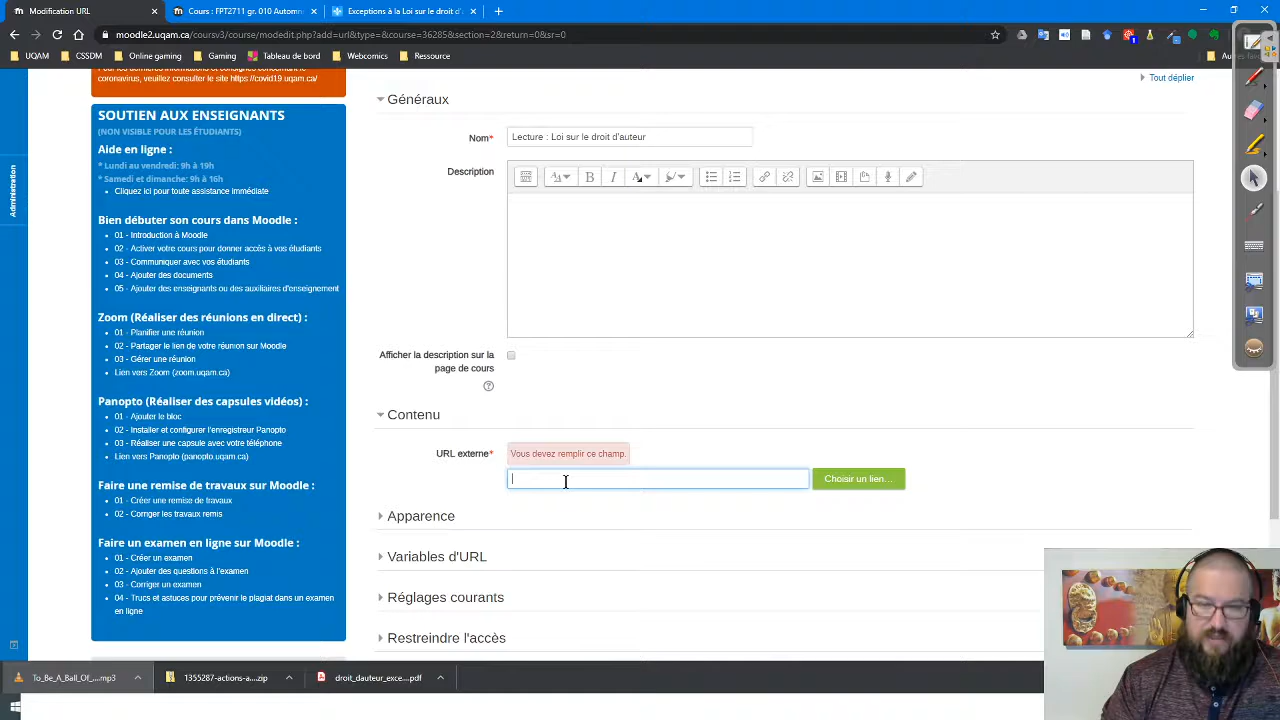 Modification URL
Cours : FPT2711 gr. 010 Automn
Exceptions à la Loi sur le droit d'a
moodle2.uqam.ca/coursv3/course/modedit.php?add=url&type=&course=36285&section=2&return=0&sr=0
UQAM
CSSDM
Online gaming
Gaming
Tableau de bord
Webcomics
Ressource
Autres favo
coronavirus, veuillez consulter le site https://covid19.uqam.ca/
Administration
SOUTIEN AUX ENSEIGNANTS
(NON VISIBLE POUR LES ÉTUDIANTS)
Aide en ligne :
* Lundi au vendredi: 9h à 19h
* Samedi et dimanche: 9h à 16h
Cliquez ici pour toute assistance immédiate
Bien débuter son cours dans Moodle :
01 - Introduction à Moodle
02 - Activer votre cours pour donner accès à vos étudiants
03 - Communiquer avec vos étudiants
04 - Ajouter des documents
05 - Ajouter des enseignants ou des auxiliaires d'enseignement
Zoom (Réaliser des réunions en direct) :
01 - Planifier une réunion
02 - Partager le lien de votre réunion sur Moodle
03 - Gérer une réunion
Lien vers Zoom (zoom.uqam.ca)
Panopto (Réaliser des capsules vidéos) :
01 - Ajouter le bloc
02 - Installer et configurer l'enregistreur Panopto
03 - Réaliser une capsule avec votre téléphone
Lien vers Panopto (panopto.uqam.ca)
Faire une remise de travaux sur Moodle :
01 - Créer une remise de travaux
02 - Corriger les travaux remis
Faire un examen en ligne sur Moodle :
01 - Créer un examen
02 - Ajouter des questions à l'examen
03 - Corriger un examen
04 - Trucs et astuces pour prévenir le plagiat dans un examen
en ligne
Tout déplier
Généraux
Nom*
Lecture : Loi sur le droit d'auteur
Description
Afficher la description sur la
page de cours
Contenu
URL externe*
Vous devez remplir ce champ.
Choisir un lien...
Apparence
Variables d'URL
Réglages courants
Restreindre l'accès
To_Be_A_Ball_Of_....mp3
1355287-actions-a....zip
droit_dauteur_exce....pdf